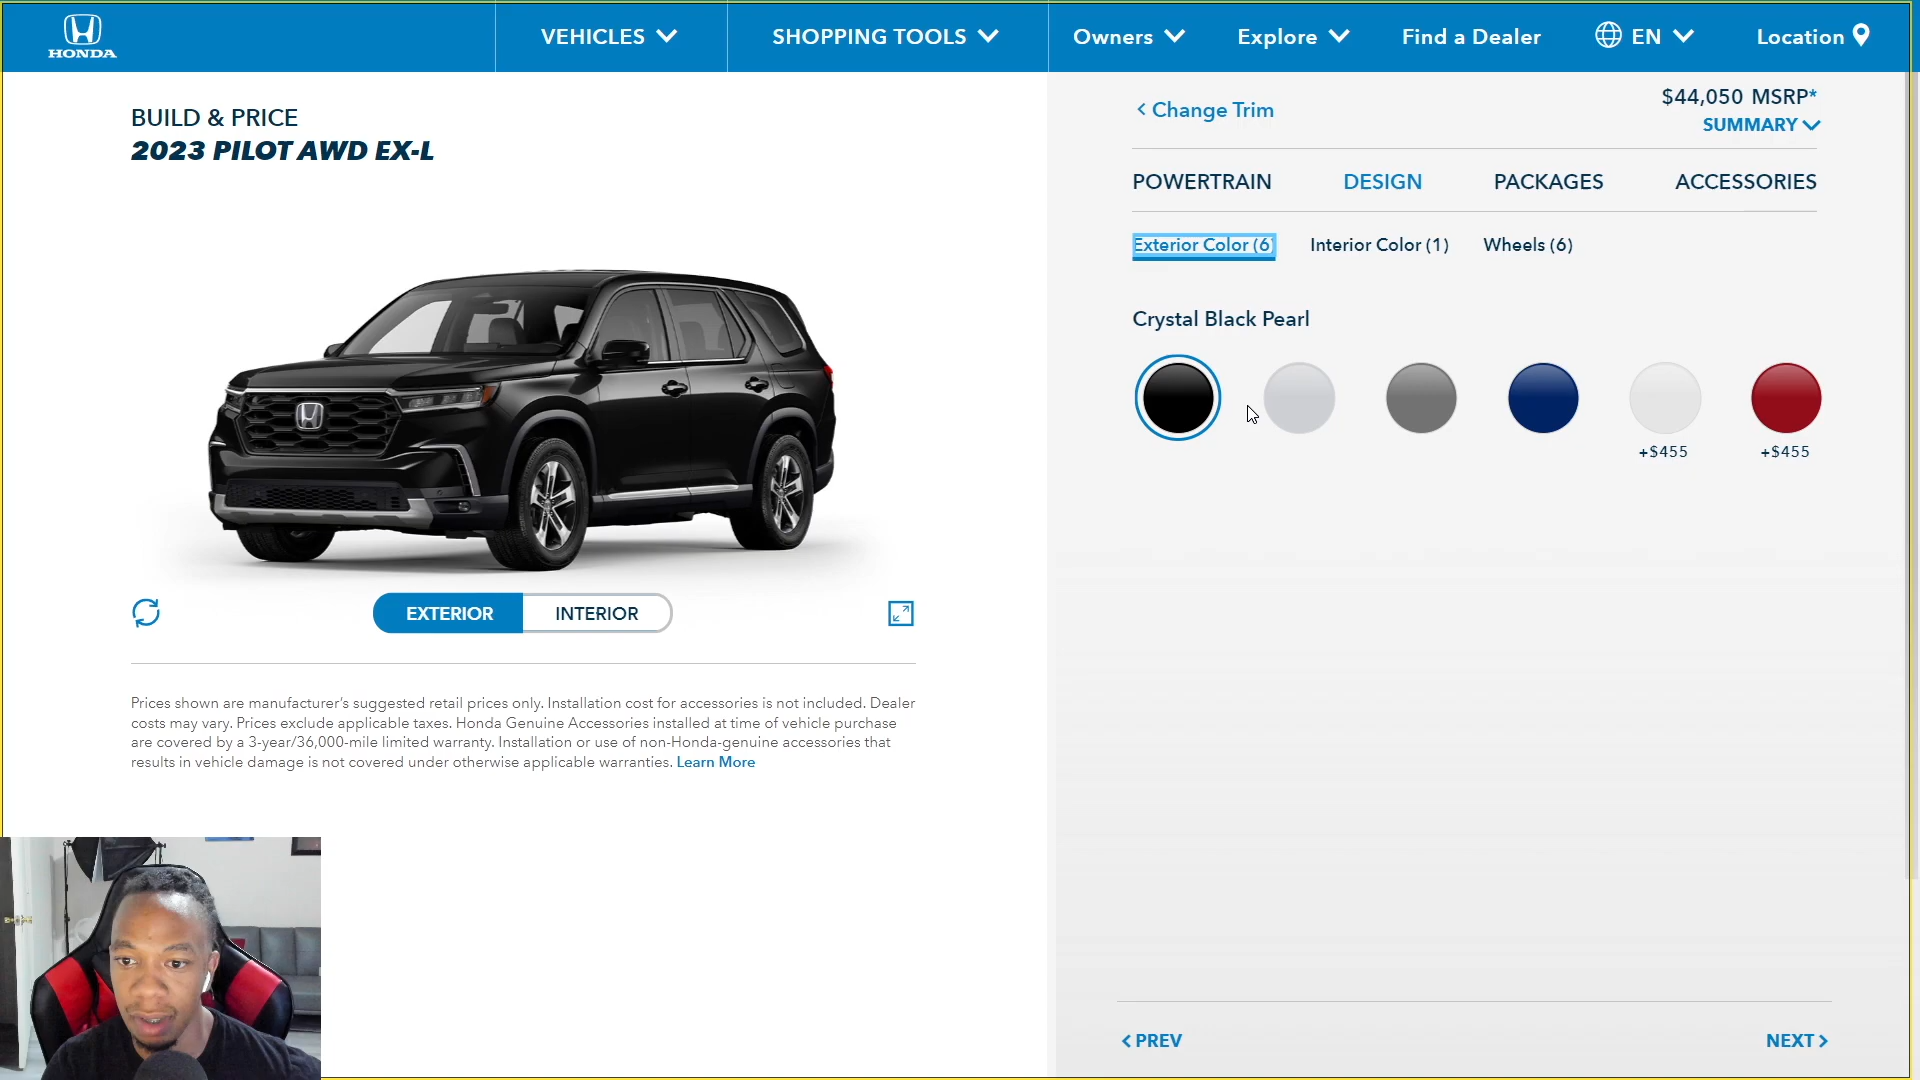 HONDA
VEHICLES
SHOPPING TOOLS
Owners
Explore
Find a Dealer
EN
Location
BUILD & PRICE
2023 PILOT AWD EX-L
EXTERIOR
INTERIOR
Prices shown are manufacturer's suggested retail prices only. Installation cost for accessories is not included. Dealer
costs may vary. Prices exclude applicable taxes. Honda Genuine Accessories installed at time of vehicle purchase
are covered by a 3-year/36,000-mile limited warranty. Installation or use of non-Honda-genuine accessories that
results in vehicle damage is not covered under otherwise applicable warranties. Learn More
Change Trim
$44,050 MSRP*
SUMMARY
POWERTRAIN
DESIGN
PACKAGES
ACCESSORIES
Exterior Color (6)
Interior Color (1)
Wheels (6)
Crystal Black Pearl
+$455
+$455
PREV
NEXT